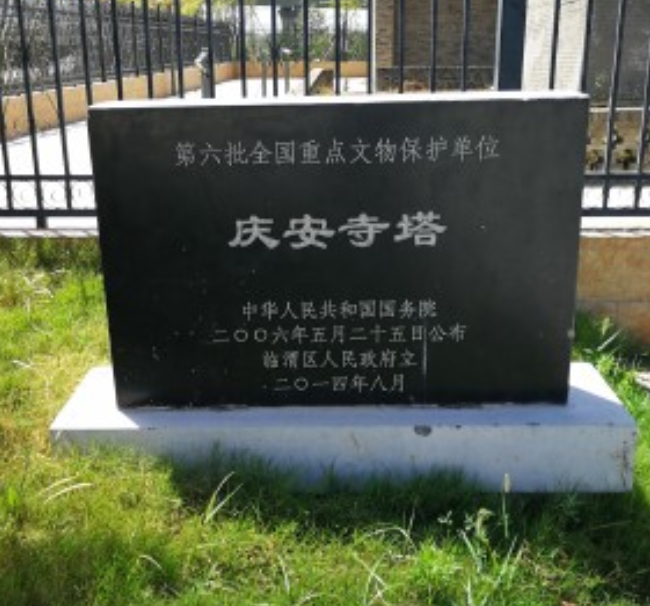 第六批全国重点文物保护单位
庆安寺塔
中华人民共和国国务院
二〇〇六年五月二十五日公布
临渭区人民政府立
二〇一四年八月